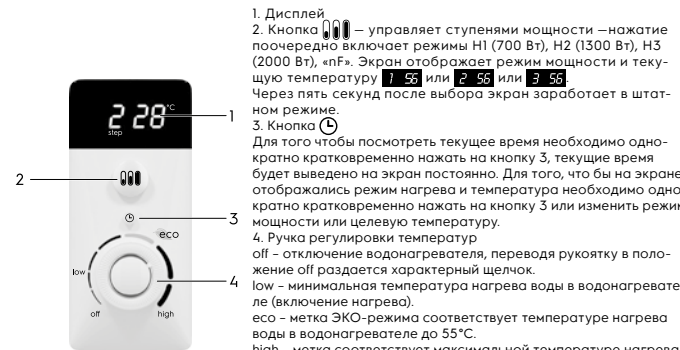 2 28 °C
step
1
2
3
eco
4
low
off
high
1. Дисплей
2. Кнопка — управляет ступенями мощности —нажатие
поочередно включает режимы H1 (700 Вт), H2 (1300 Вт), H3
(2000 Вт), «nF». Экран отображает режим мощности и теку-
щую температуру 1 56 или 2 56 или 3 56.
Через пять секунд после выбора экран заработает в штат-
ном режиме.
3. Кнопка
Для того чтобы посмотреть текущее время необходимо одно-
кратно кратковременно нажать на кнопку 3, текущие время
будет выведено на экран постоянно. Для того, что бы на экране
отображались режим нагрева и температура необходимо одно
кратно кратковременно нажать на кнопку 3 или изменить режим
мощности или целевую температуру.
4. Ручка регулировки температур
off – отключение водонагревателя, переводя рукоятку в поло-
жение off раздается характерный щелчок.
low – минимальная температура нагрева воды в водонагревате
ле (включение нагрева).
eco – метка ЭКО-режима соответствует температуре нагрева
воды в водонагревателе до 55°C.
high – метка соответствует максимальной температуре нагрева